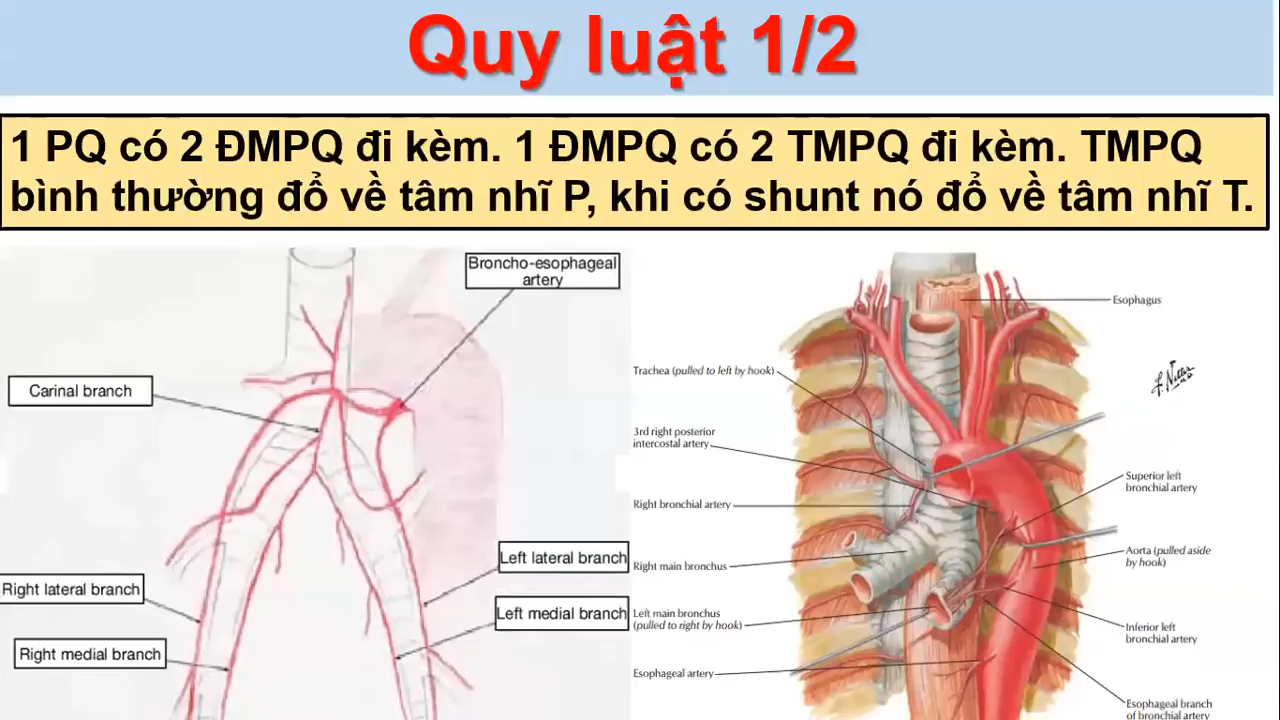 Quy luật 1/2
1 PQ có 2 ĐMPQ đi kèm. 1 ĐMPQ có 2 TMPQ đi kèm. TMPQ
bình thường đổ về tâm nhĩ P, khi có shunt nó đổ về tâm nhĩ T.
Broncho-esophageal
artery
Carinal branch
Left lateral branch
Right lateral branch
Left medial branch
Right medial branch
Esophagus
Trachea (pulled to left by hook)
3rd right posterior
intercostal artery
Right bronchial artery
Right main bronchus
Left main bronchus
(pulled to right by hook)
Esophageal artery
Superior left
bronchial artery
Aorta (pulled aside
by hook)
Inferior left
bronchial artery
Esophageal branch
of bronchial artery